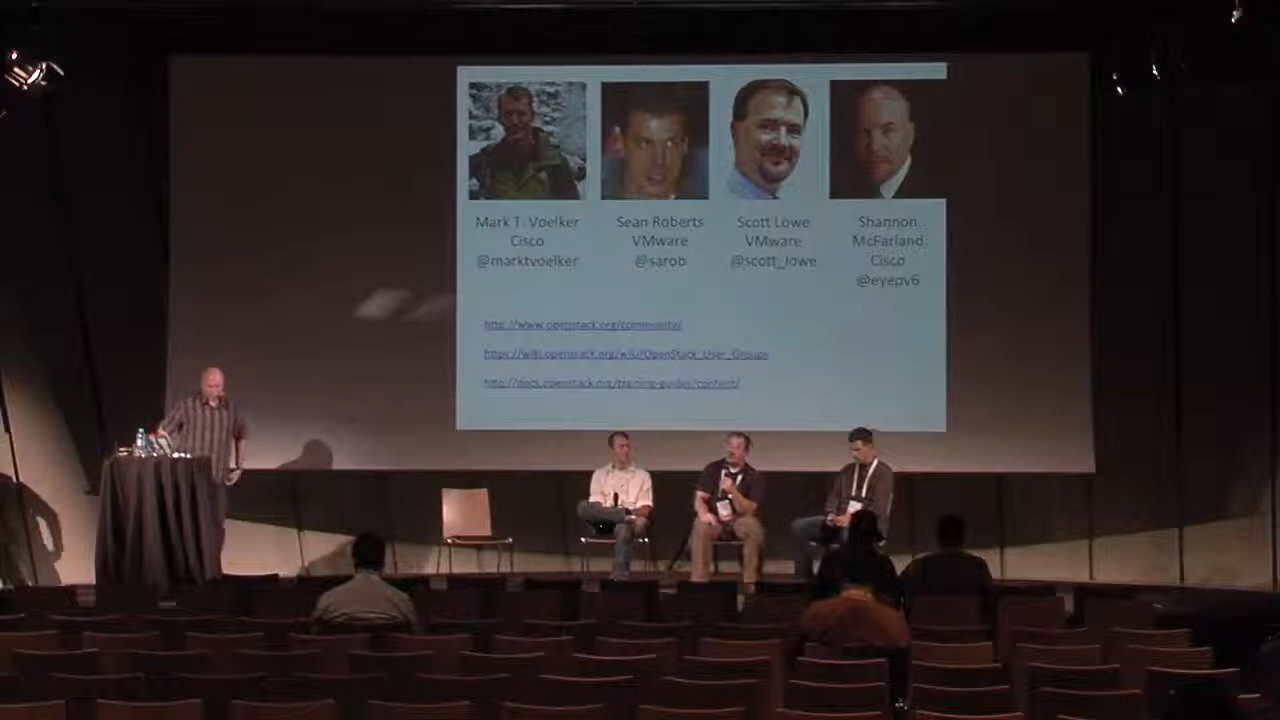 Mark T. Voelker
Cisco
@marktvoelker
Sean Roberts
VMware
@sarob
Scott Lowe
VMware
@scott_lowe
Shannon
McFarland
Cisco
@eyepv6
http://www.openstack.org/community/
https://wiki.openstack.org/wiki/OpenStack_User_Groups
http://docs.openstack.org/training-guides/content/